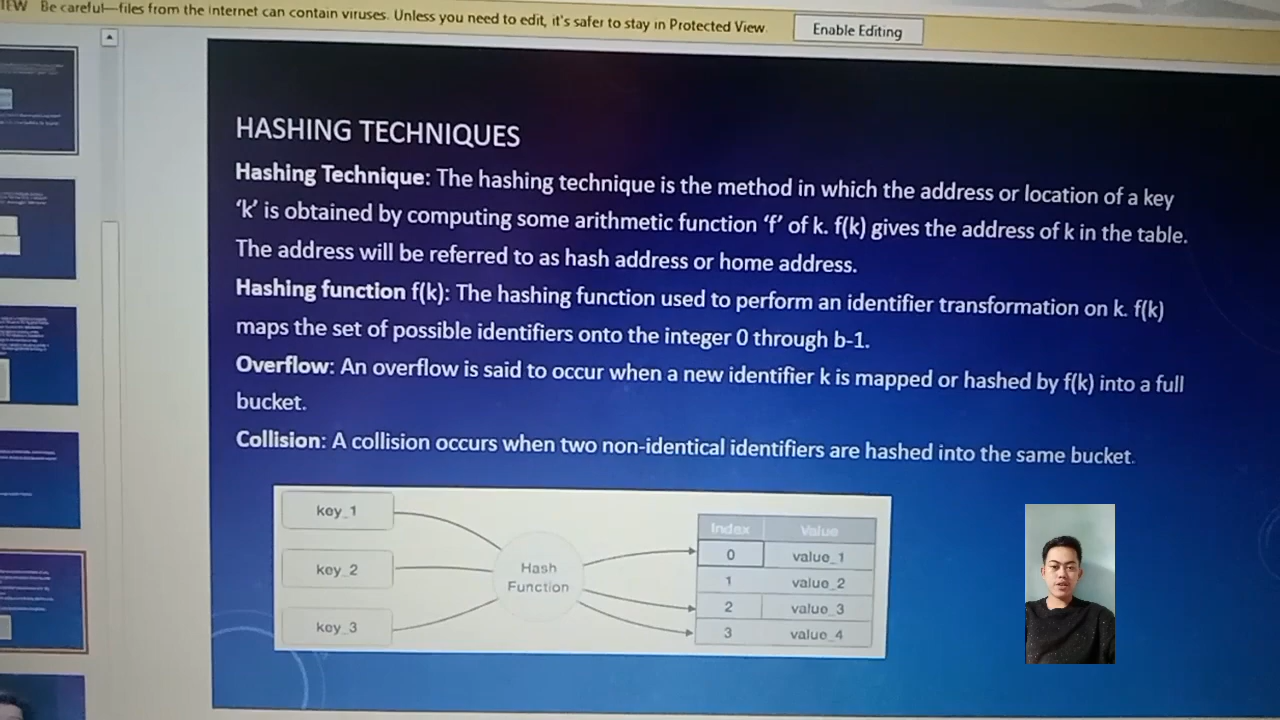 IEW Be careful—files from the Internet can contain viruses. Unless you need to edit, it's safer to stay in Protected View.
Enable Editing
HASHING TECHNIQUES
Hashing Technique: The hashing technique is the method in which the address or location of a key
'k' is obtained by computing some arithmetic function 'f' of k. f(k) gives the address of k in the table.
The address will be referred to as hash address or home address.
Hashing function f(k): The hashing function used to perform an identifier transformation on k. f(k)
maps the set of possible identifiers onto the integer 0 through b-1.
Overflow: An overflow is said to occur when a new identifier k is mapped or hashed by f(k) into a full
bucket.
Collision: A collision occurs when two non-identical identifiers are hashed into the same bucket.
key_1
key_2
key_3
Hash
Function
Index Value
0 value_1
1 value_2
2 value_3
3 value_4